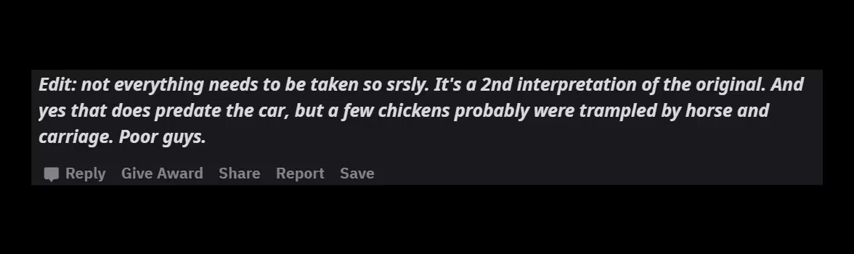 Edit: not everything needs to be taken so srsly. It's a 2nd interpretation of the original. And
yes that does predate the car, but a few chickens probably were trampled by horse and
carriage. Poor guys.
Reply Give Award Share Report Save